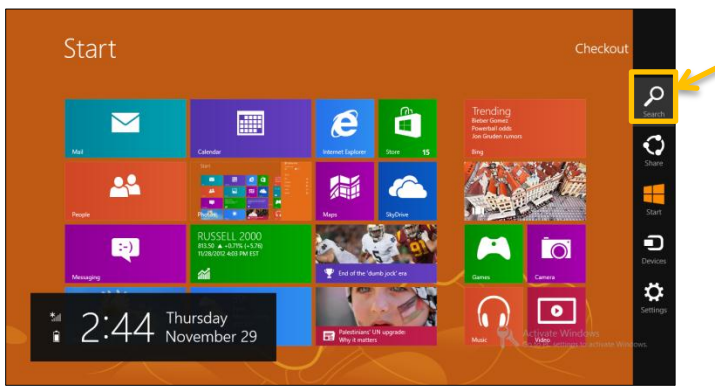 Start
Checkout
Search
Share
Start
Devices
Settings
Mail
Calendar
Internet Explorer
Store
15
Trending
Bieber Gomez
Powerball odds
Jon Gruden rumors
Bing
People
Start
Maps
SkyDrive
:-)
Messaging
RUSSELL 2000
813.50 ▲ +0.71% (+5.76)
11/28/2012 4:03 PM EST
End of the 'dumb jock' era
Games
Camera
Palestinians' UN upgrade:
Why it matters
Music
Video
2:44
Thursday
November 29
Activate Windows